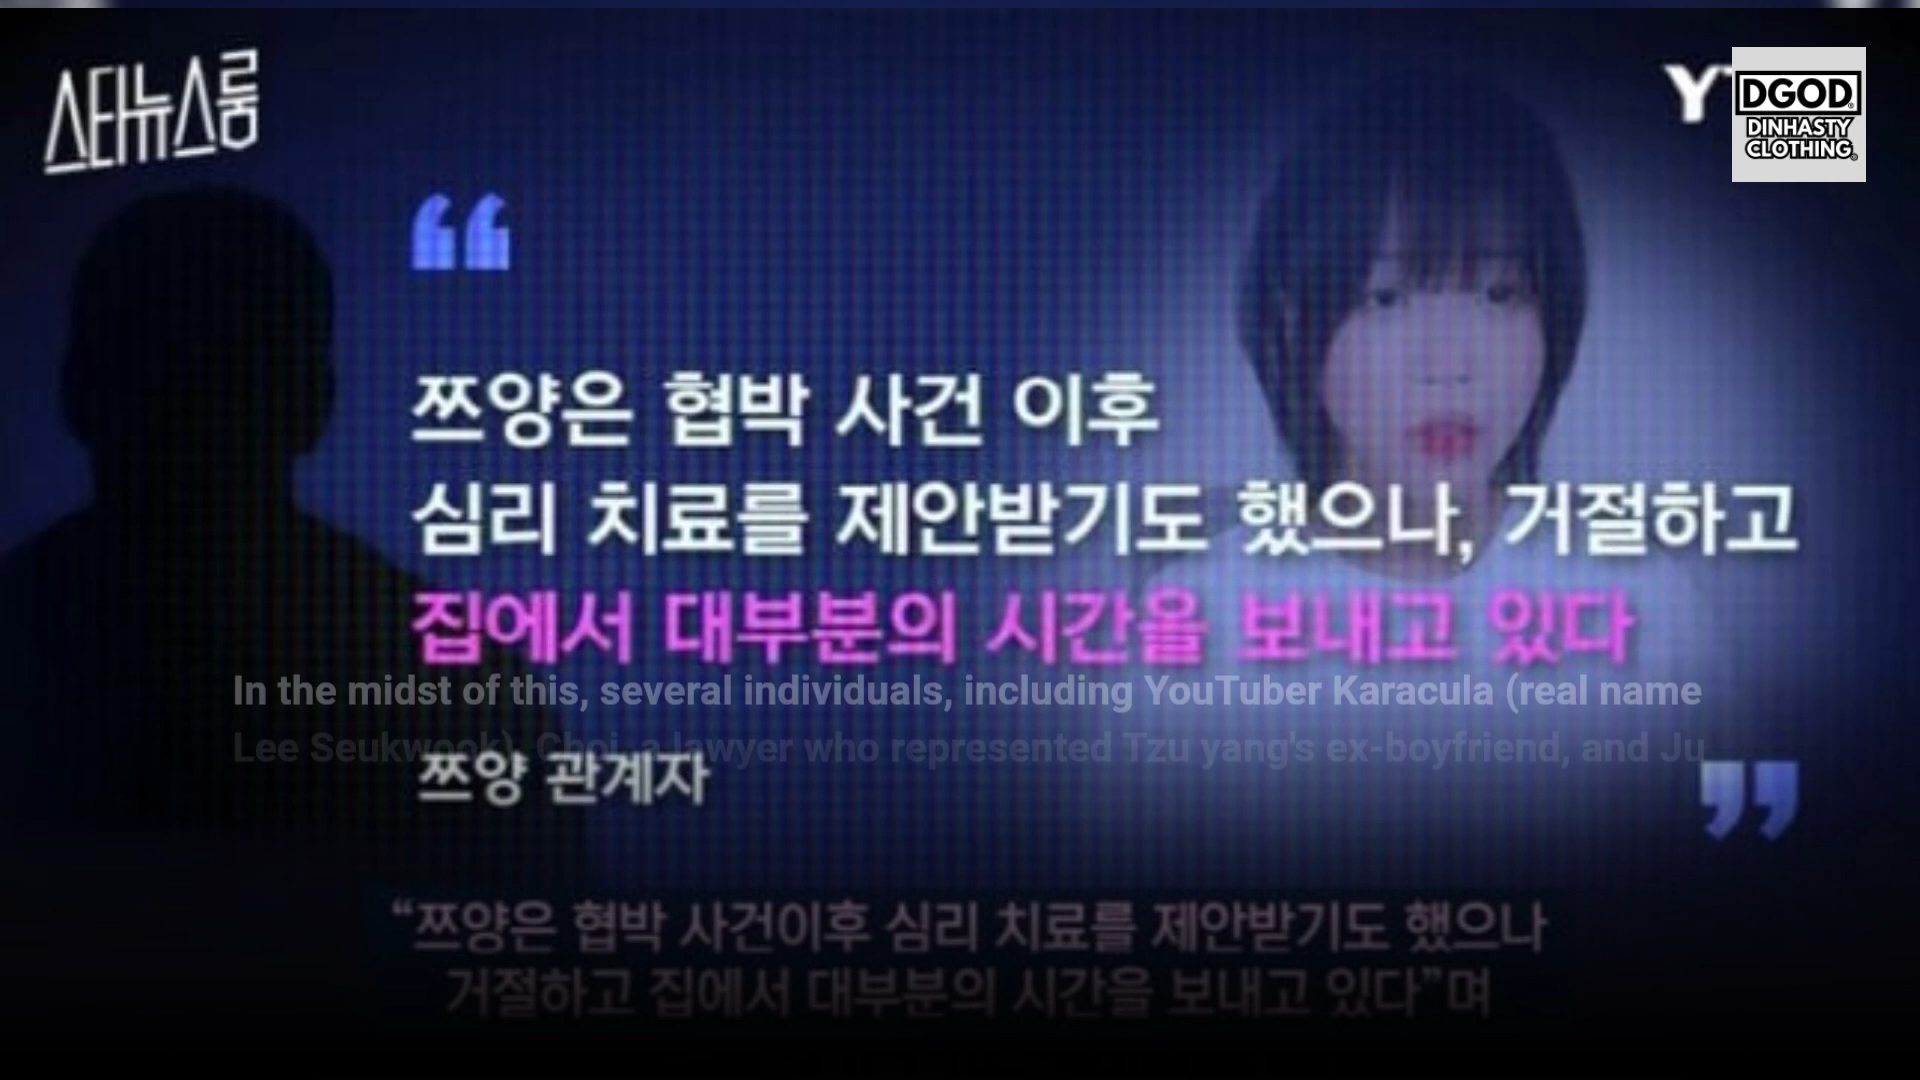 스타뉴스룸
Y
DGOD
DINHASTY
CLOTHING
“
쯔양은 협박 사건 이후
심리 치료를 제안받기도 했으나, 거절하고
집에서 대부분의 시간을 보내고 있다
In the midst of this, several individuals, including YouTuber Karacula (real name
Lee Seukwook), Choi, a lawyer who represented Tzu yang's ex-boyfriend, and Ju
쯔양 관계자
”
“쯔양은 협박 사건이후 심리 치료를 제안받기도 했으나
거절하고 집에서 대부분의 시간을 보내고 있다”며